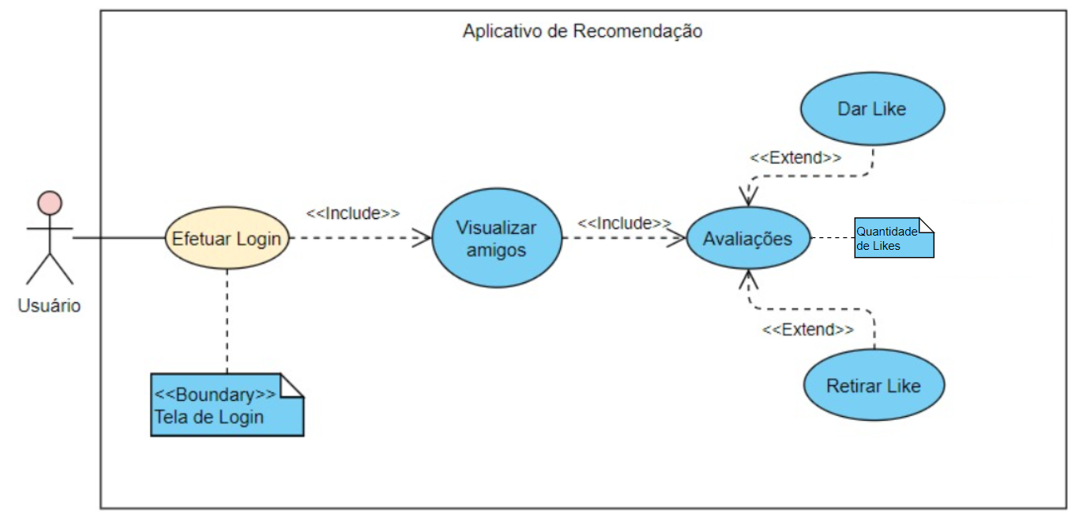 Aplicativo de Recomendação
Dar Like
<<Extend>>
<<Include>>
Visualizar
amigos
<<Include>>
Efetuar Login
Avaliações
Quantidade
de Likes
Usuário
<<Extend>>
Retirar Like
<<Boundary>>
Tela de Login